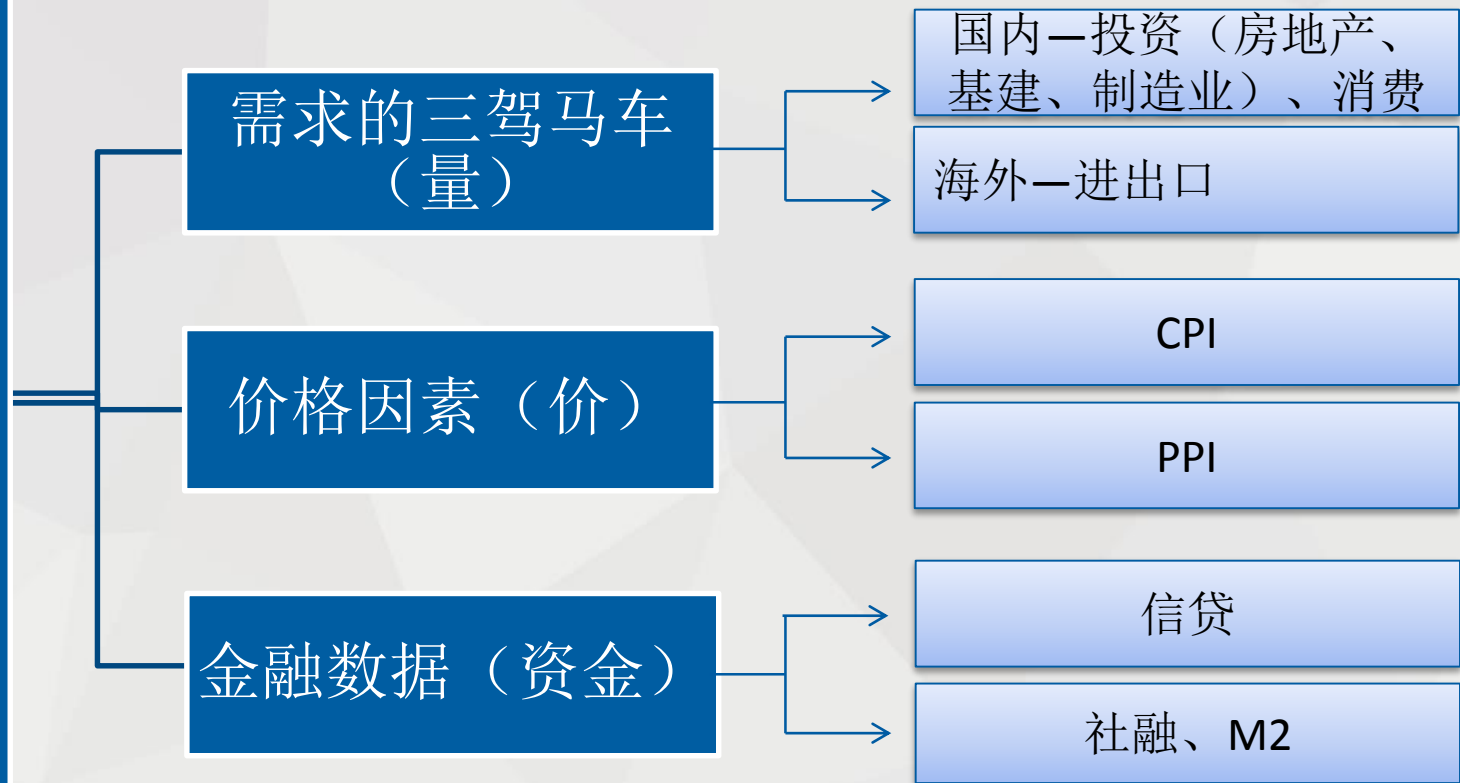 需求的三驾马车
（量）
国内—投资（房地产、
基建、制造业）、消费
海外—进出口
价格因素（价）
CPI
PPI
金融数据（资金）
信贷
社融、M2